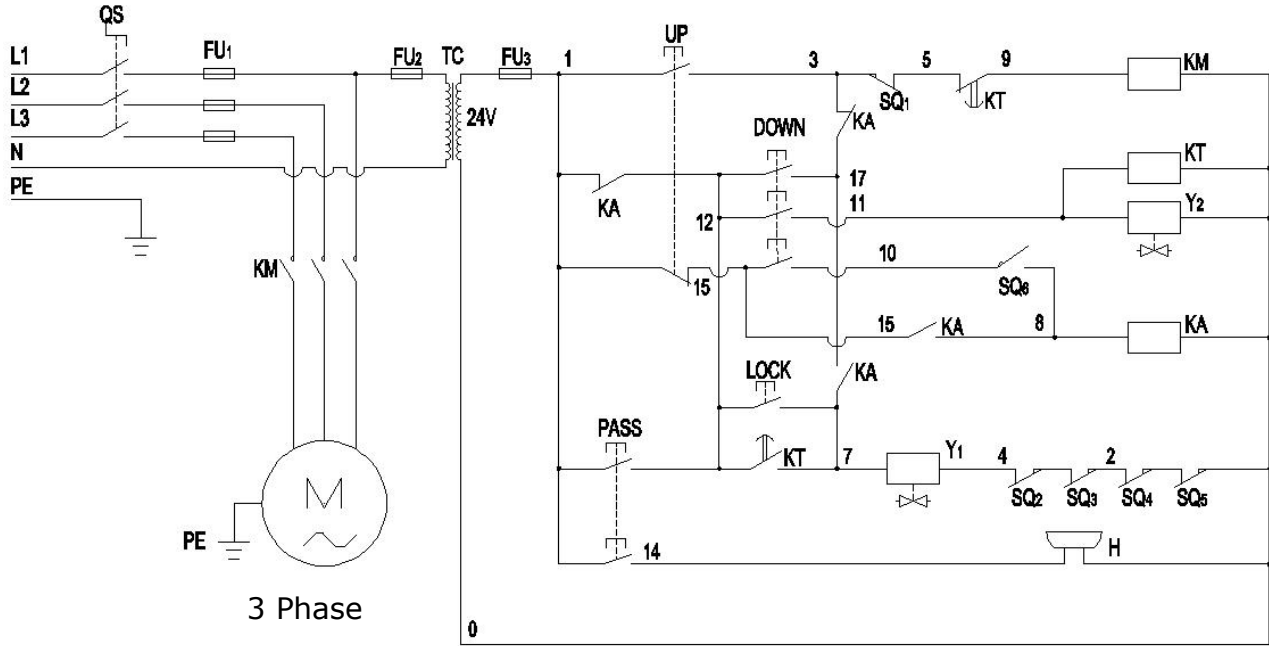 QS
UP
L1 FU1 FU2 TC FU3 1 3 5 9 KM
L2
SQ1 KT
L3 24V KA
DOWN
N
KT
PE 17
KA 12 11 Y2
KM 15 10 SQ6
15 KA 8 KA
LOCK KA
PASS
KT 7 Y1 4 2
SQ2 SQ3 SQ4 SQ5
M
PE 14 H
3 Phase
0